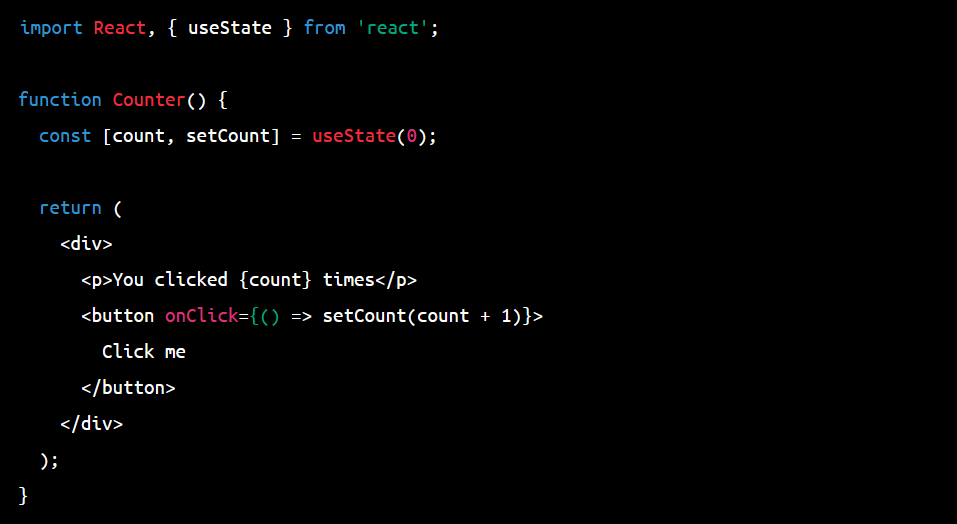 import React, { useState } from 'react';
function Counter() {
const [count, setCount] = useState(0);
return (
<div>
<p>You clicked {count} times</p>
<button onClick={() => setCount(count + 1)}>
Click me
</button>
</div>
);
}